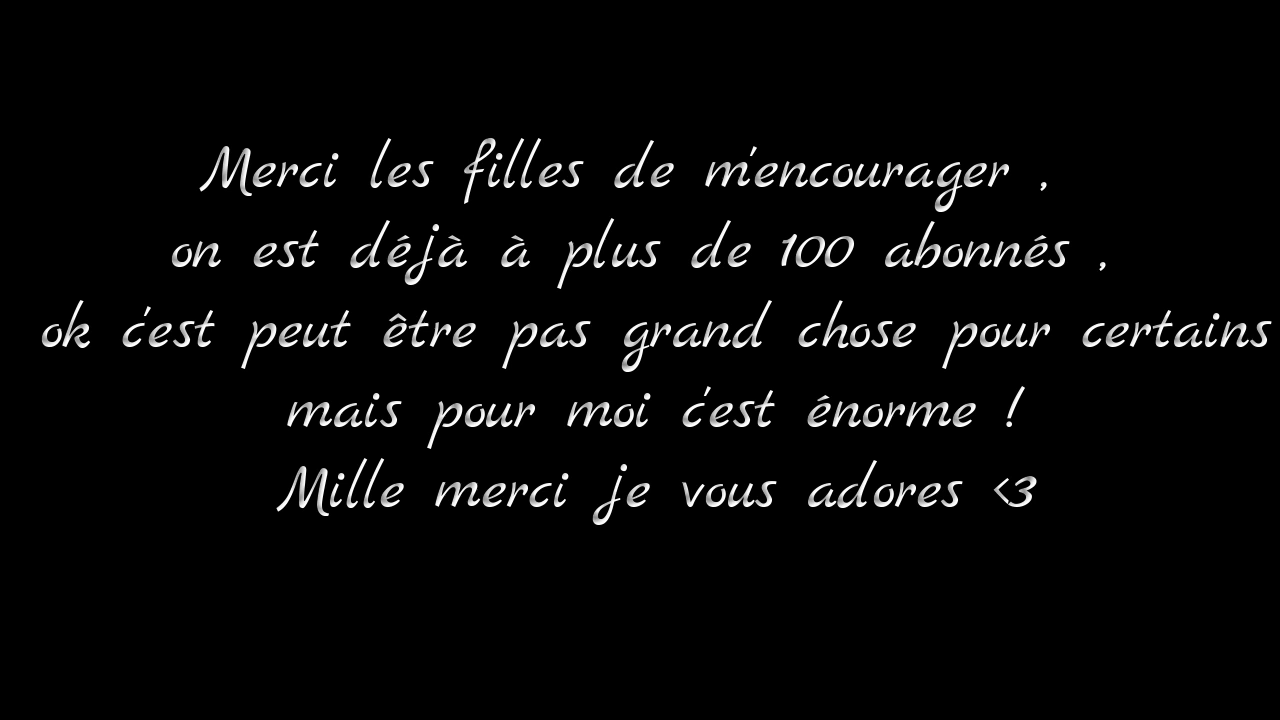 Merci les filles de m'encourager ,
on est déjà à plus de 100 abonnés ,
ok c'est peut être pas grand chose pour certains
mais pour moi c'est énorme !
Mille merci je vous adores <3